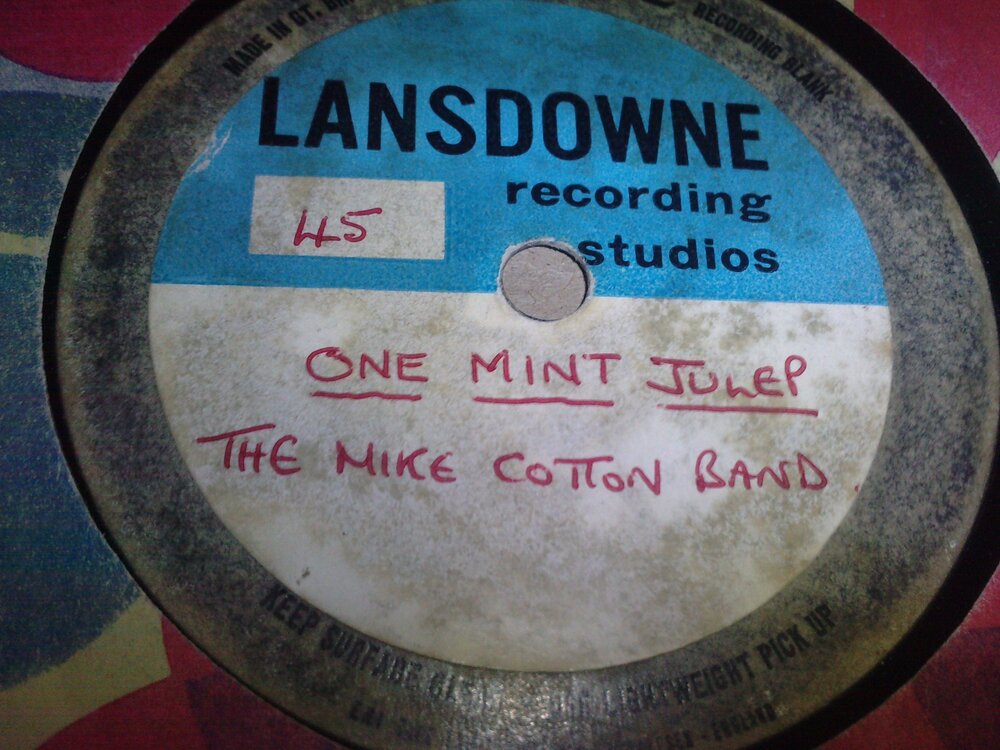 MADE IN GT.
RECORDING BLANK
LANSDOWNE
recording
studios
45
ONE MINT JULEP
THE MIKE COTTON BAND.
KEEP SURFACE LIGHTWEIGHT PICK UP
ENGLAND